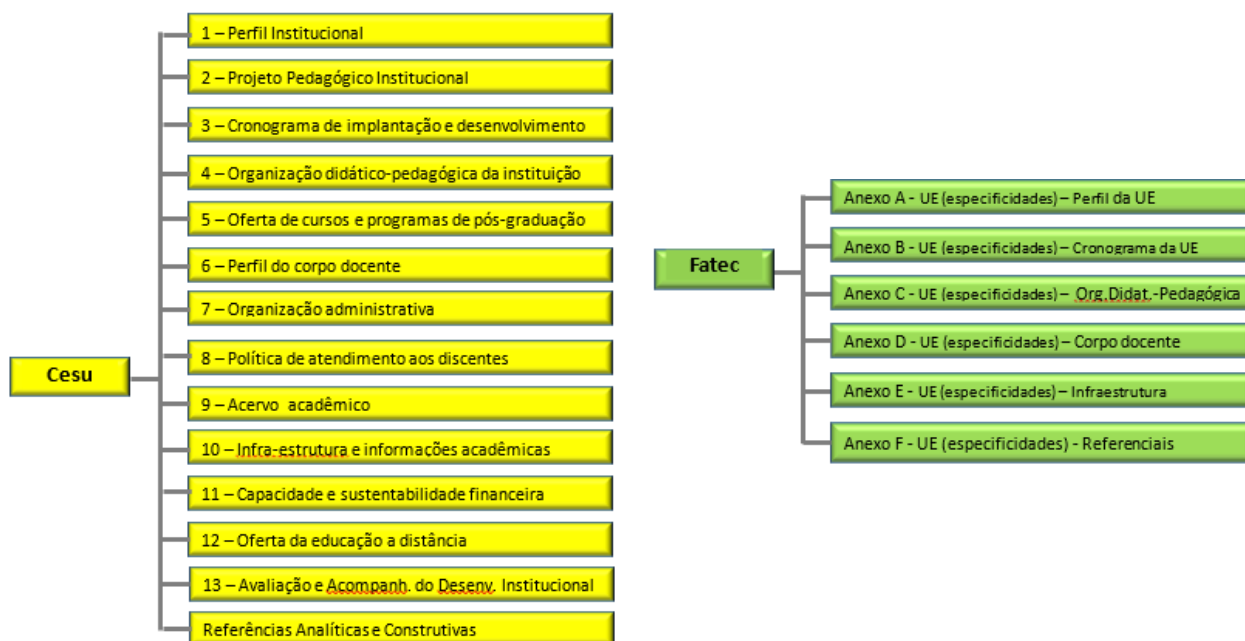 1 – Perfil Institucional
2 – Projeto Pedagógico Institucional
3 – Cronograma de implantação e desenvolvimento
4 – Organização didático-pedagógica da instituição
5 – Oferta de cursos e programas de pós-graduação
6 – Perfil do corpo docente
7 – Organização administrativa
8 – Política de atendimento aos discentes
Cesu
9 – Acervo acadêmico
10 – Infra-estrutura e informações acadêmicas
11 – Capacidade e sustentabilidade financeira
12 – Oferta da educação a distância
13 – Avaliação e Acompanh. do Desenv. Institucional
Referências Analíticas e Construtivas
Fatec
Anexo A - UE (especificidades) – Perfil da UE
Anexo B - UE (especificidades) – Cronograma da UE
Anexo C - UE (especificidades) – Org.Didat.-Pedagógica
Anexo D - UE (especificidades) – Corpo docente
Anexo E - UE (especificidades) – Infraestrutura
Anexo F - UE (especificidades) - Referenciais